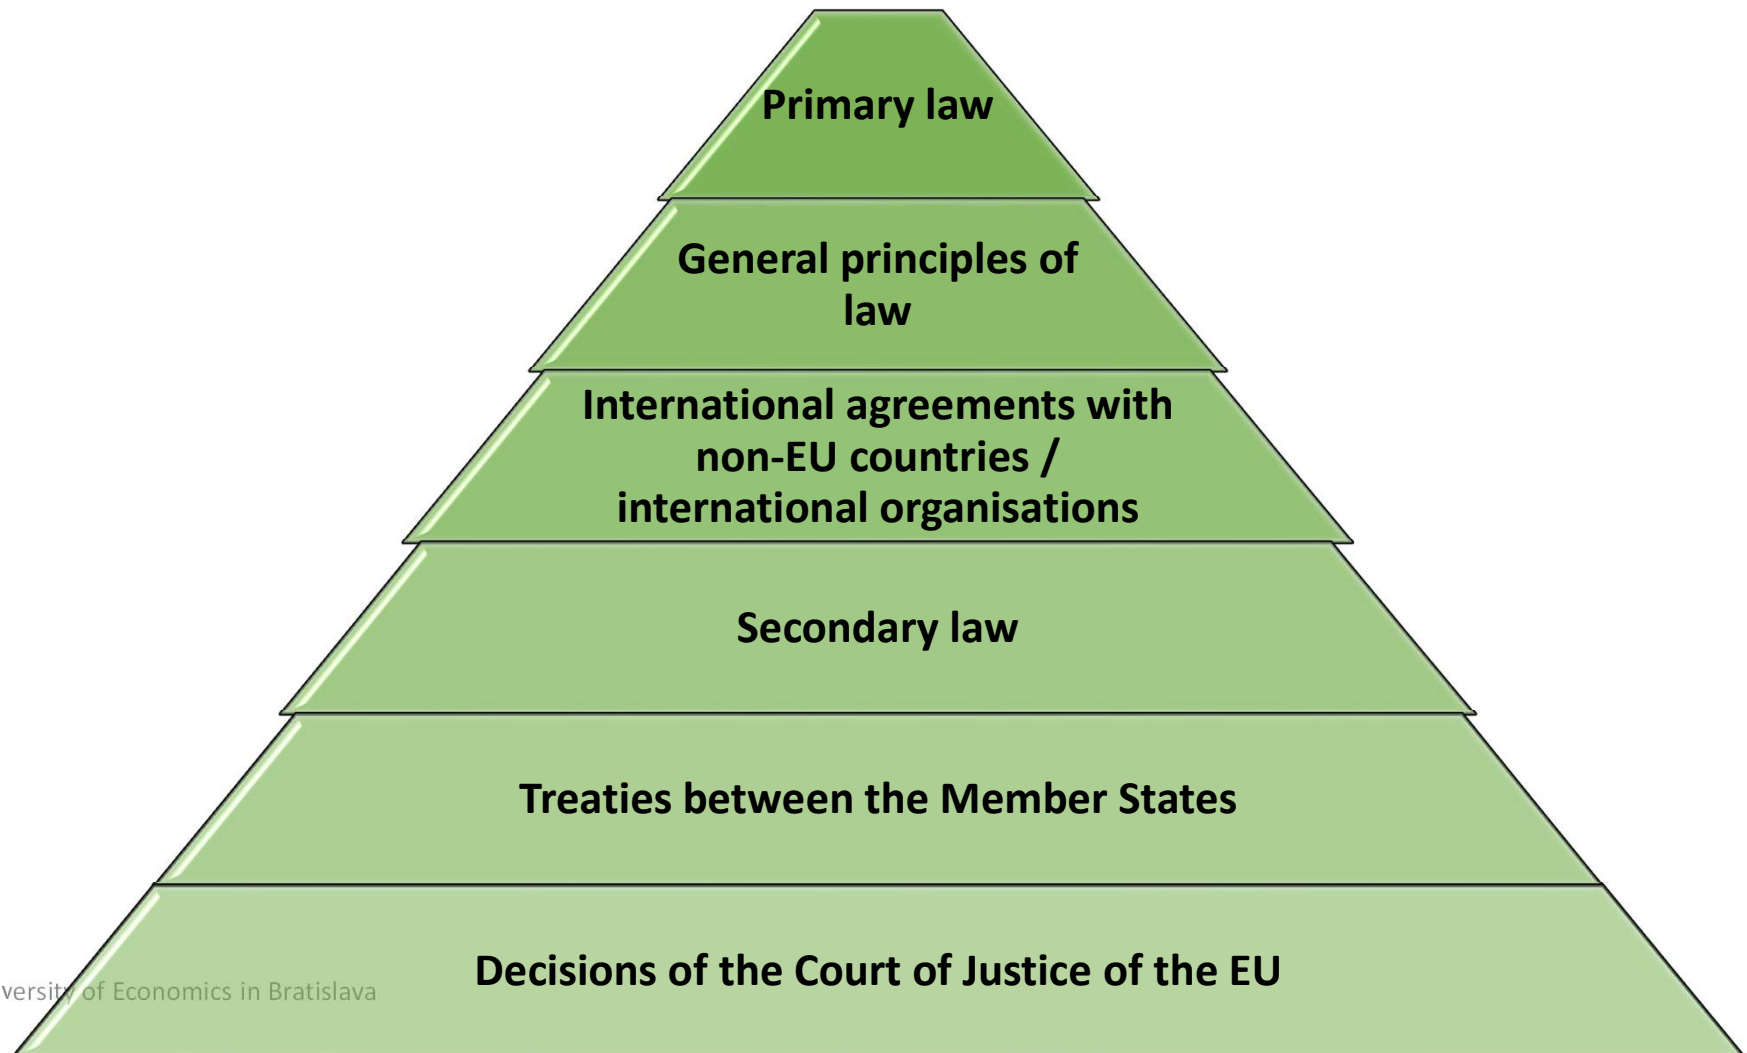 Primary law
General principles of
law
International agreements with
non-EU countries /
international organisations
Secondary law
Treaties between the Member States
Decisions of the Court of Justice of the EU
versity of Economics in Bratislava